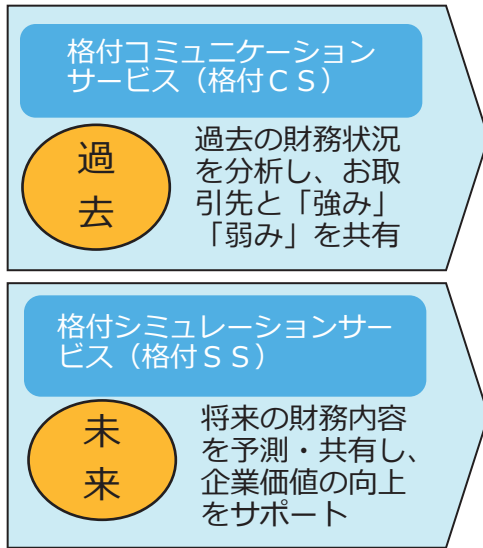 格付コミュニケーション
サービス（格付ＣＳ）
過
去
過去の財務状況
を分析し、お取
引先と「強み」
「弱み」を共有
格付シミュレーションサー
ビス（格付ＳＳ）
未
来
将来の財務内容
を予測・共有し、
企業価値の向上
をサポート